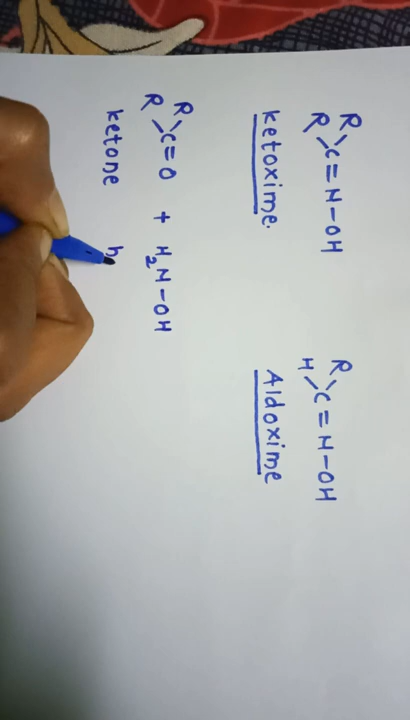 R
R C=N-OH
Ketoxime.
R
H C=N-OH
Aldoxime
R
R C=O + H2N-OH
ketone h